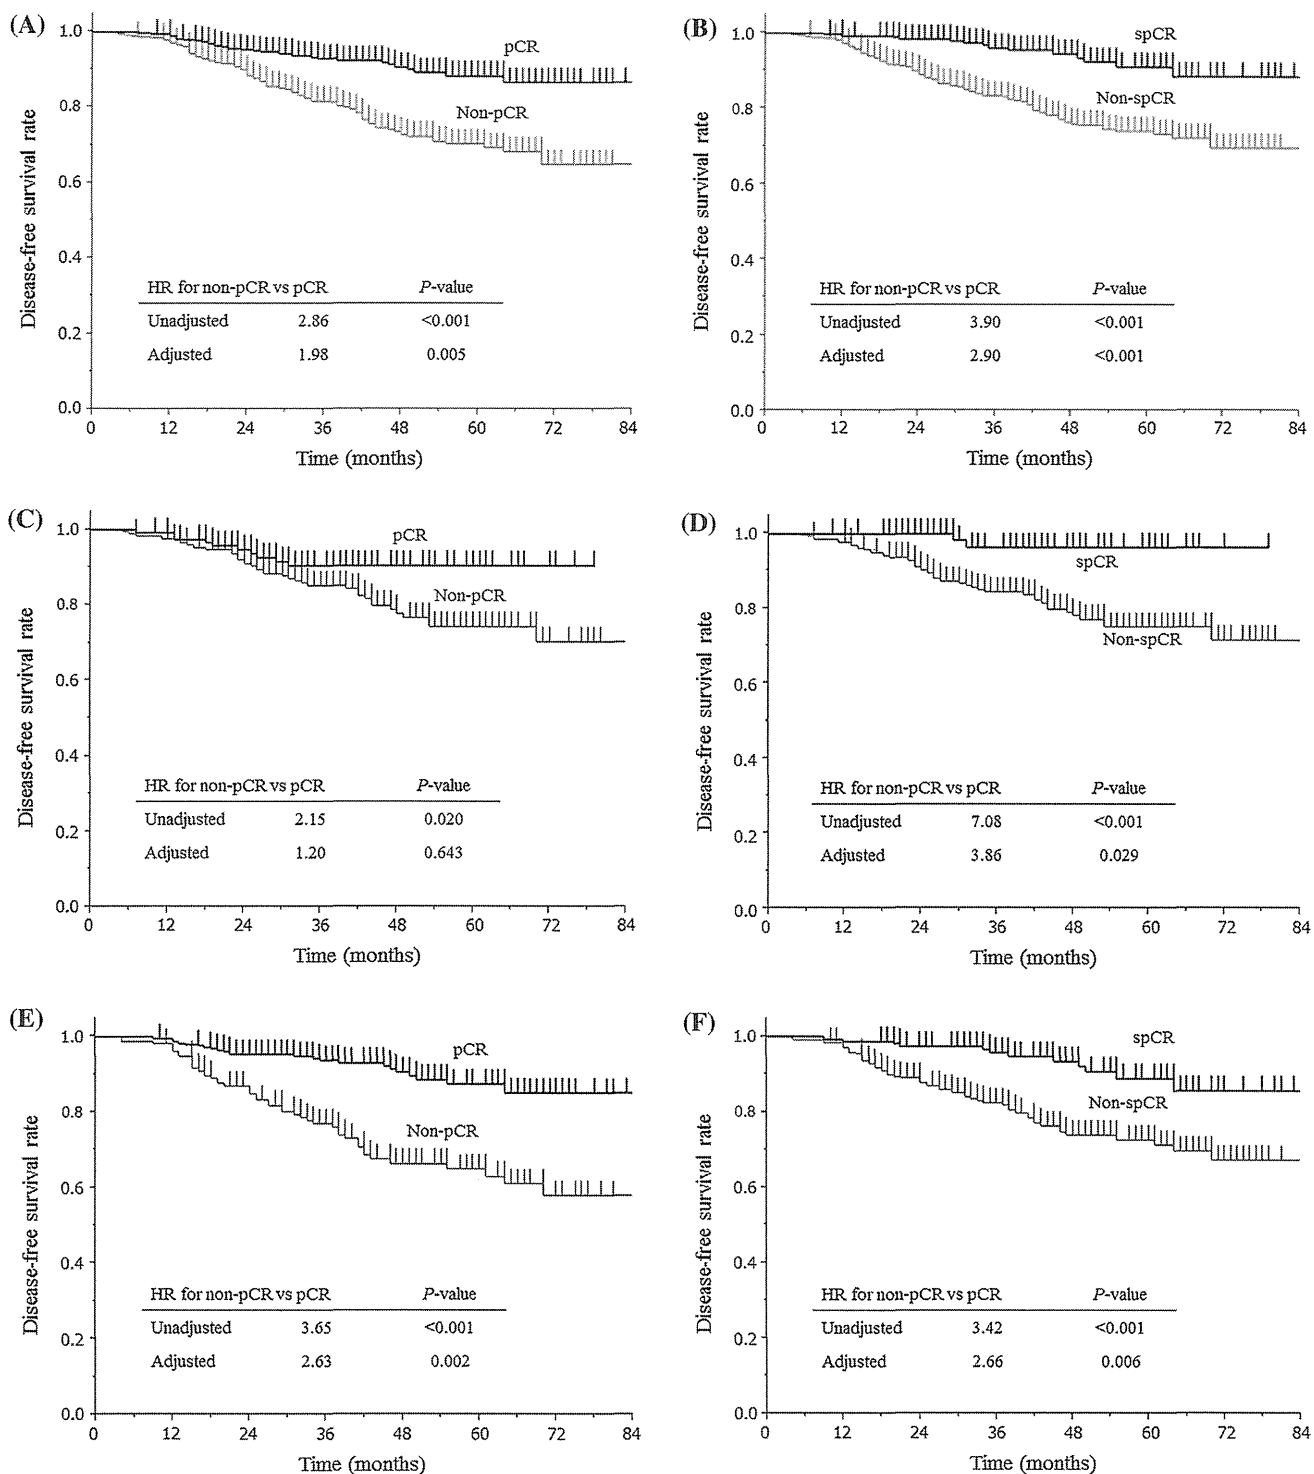 (A)
1.0
0.8
0.6
0.4
0.2
0.0
Disease-free survival rate
pCR
Non-pCR
HR for non-pCR vs pCR P-value
Unadjusted 2.86 <0.001
Adjusted 1.98 0.005
0 12 24 36 48 60 72 84
Time (months)
(B)
1.0
0.8
0.6
0.4
0.2
0.0
Disease-free survival rate
spCR
Non-spCR
HR for non-pCR vs pCR P-value
Unadjusted 3.90 <0.001
Adjusted 2.90 <0.001
0 12 24 36 48 60 72 84
Time (months)
(C)
1.0
0.8
0.6
0.4
0.2
0.0
Disease-free survival rate
pCR
Non-pCR
HR for non-pCR vs pCR P-value
Unadjusted 2.15 0.020
Adjusted 1.20 0.643
0 12 24 36 48 60 72 84
Time (months)
(D)
1.0
0.8
0.6
0.4
0.2
0.0
Disease-free survival rate
spCR
Non-spCR
HR for non-pCR vs pCR P-value
Unadjusted 7.08 <0.001
Adjusted 3.86 0.029
0 12 24 36 48 60 72 84
Time (months)
(E)
1.0
0.8
0.6
0.4
0.2
0.0
Disease-free survival rate
pCR
Non-pCR
HR for non-pCR vs pCR P-value
Unadjusted 3.65 <0.001
Adjusted 2.63 0.002
0 12 24 36 48 60 72 84
Time (months)
(F)
1.0
0.8
0.6
0.4
0.2
0.0
Disease-free survival rate
spCR
Non-spCR
HR for non-pCR vs pCR P-value
Unadjusted 3.42 <0.001
Adjusted 2.66 0.006
0 12 24 36 48 60 72 84
Time (months)